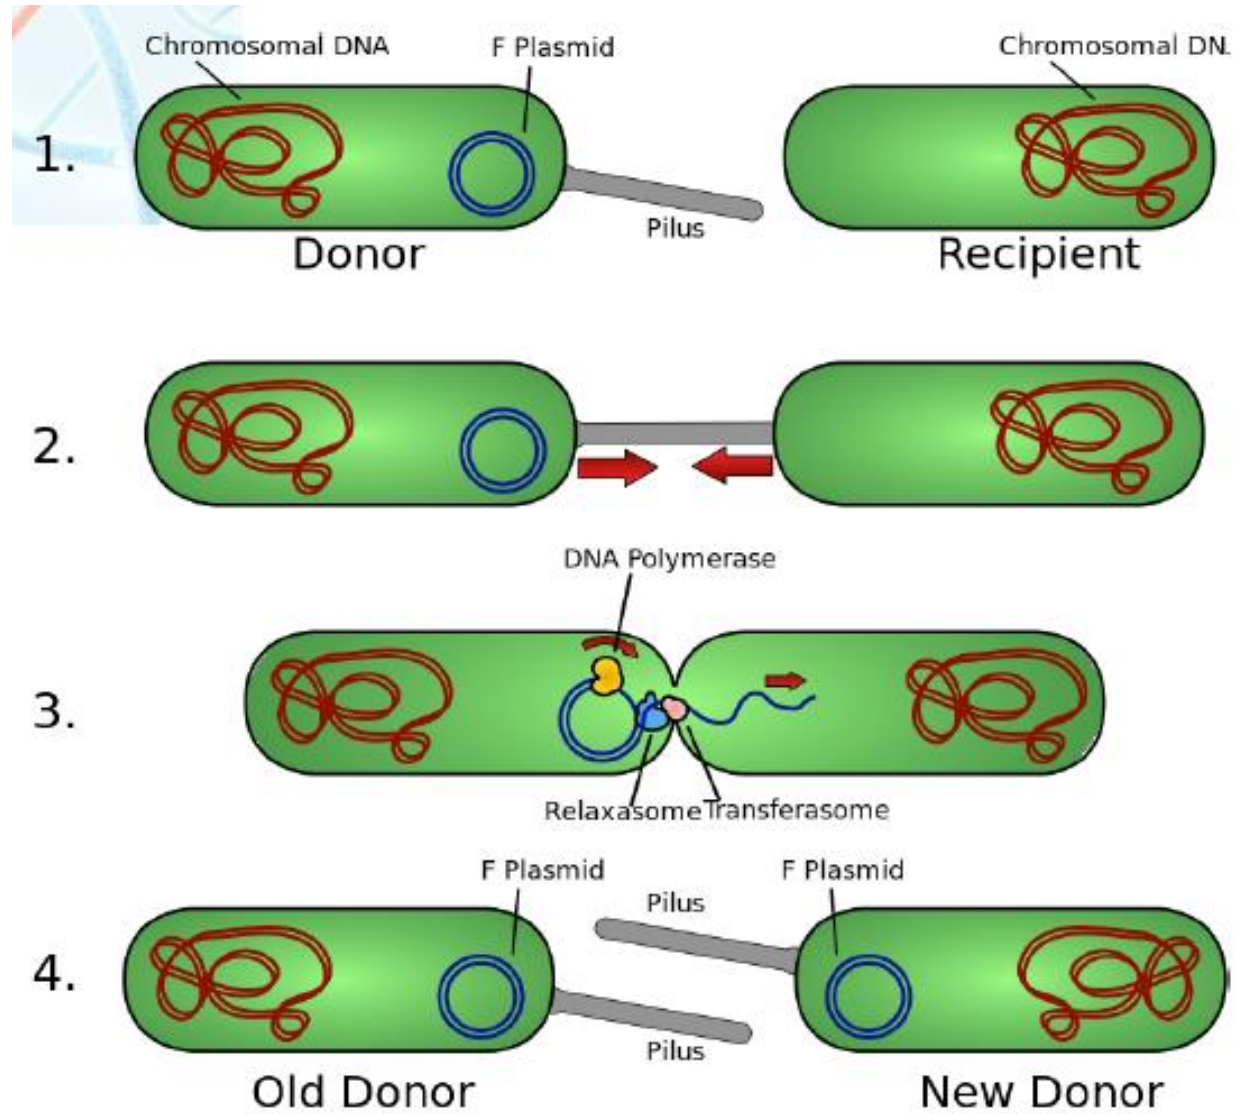 Chromosomal DNA
F Plasmid
Chromosomal DN
1.
Pilus
Donor
Recipient
2.
DNA Polymerase
3.
Relaxasome
Transferasome
F Plasmid
F Plasmid
Pilus
4.
Pilus
Old Donor
New Donor